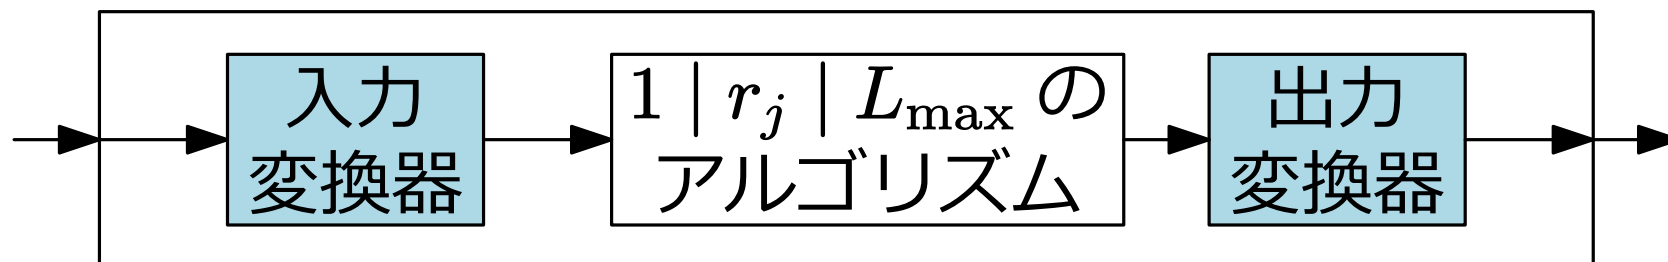 入力
変換器
1 | r_j | L_max の
アルゴリズム
出力
変換器